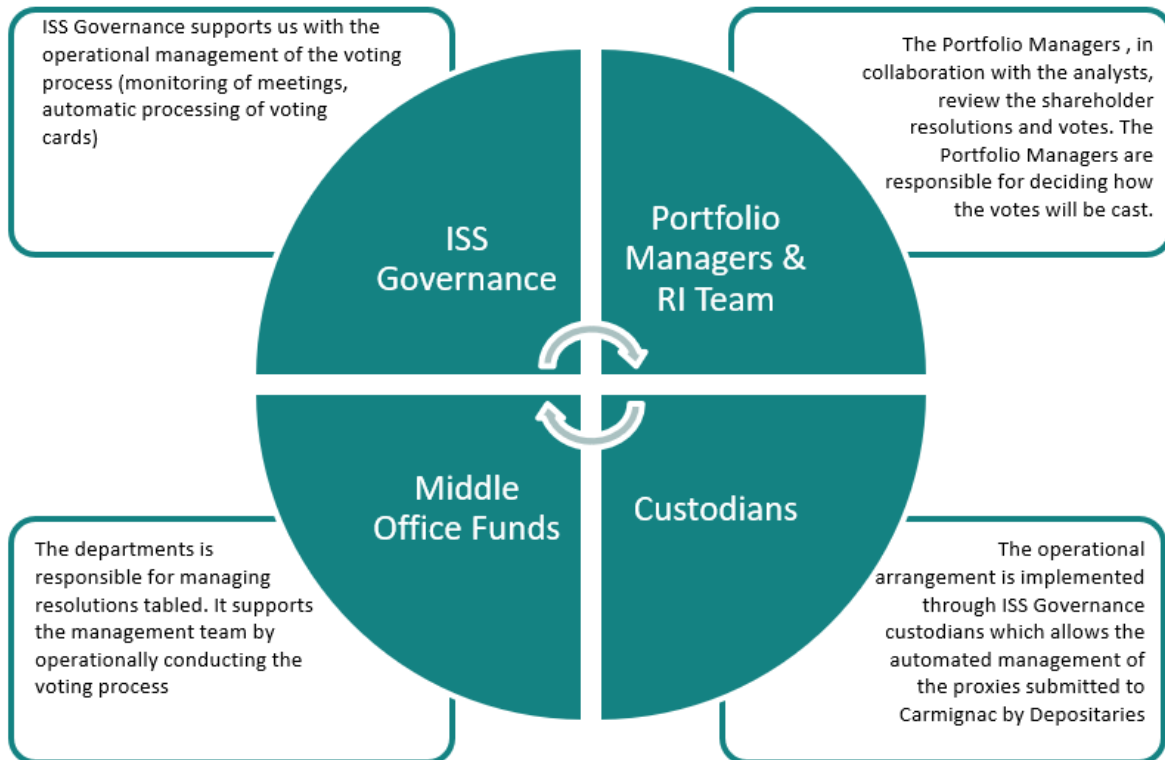 ISS Governance supports us with the
operational management of the voting
process (monitoring of meetings,
automatic processing of voting
cards)
The Portfolio Managers , in
collaboration with the analysts,
review the shareholder
resolutions and votes. The
Portfolio Managers are
responsible for deciding how
the votes will be cast.
ISS
Governance
Portfolio
Managers &
RI Team
Middle
Office Funds
Custodians
The departments is
responsible for managing
resolutions tabled. It supports
the management team by
operationally conducting the
voting process
The operational
arrangement is implemented
through ISS Governance
custodians which allows the
automated management of
the proxies submitted to
Carmignac by Depositaries